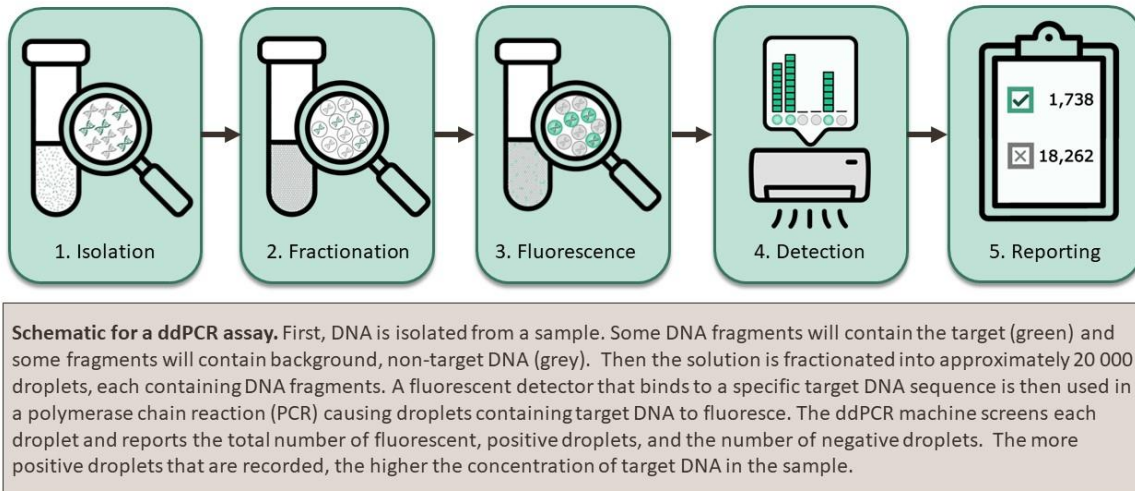 1,738
18,262
1. Isolation
2. Fractionation
3. Fluorescence
4. Detection
5. Reporting
Schematic for a ddPCR assay. First, DNA is isolated from a sample. Some DNA fragments will contain the target (green) and
some fragments will contain background, non-target DNA (grey).  Then the solution is fractionated into approximately 20 000
droplets, each containing DNA fragments. A fluorescent detector that binds to a specific target DNA sequence is then used in
a polymerase chain reaction (PCR) causing droplets containing target DNA to fluoresce. The ddPCR machine screens each
droplet and reports the total number of fluorescent, positive droplets, and the number of negative droplets.  The more
positive droplets that are recorded, the higher the concentration of target DNA in the sample.